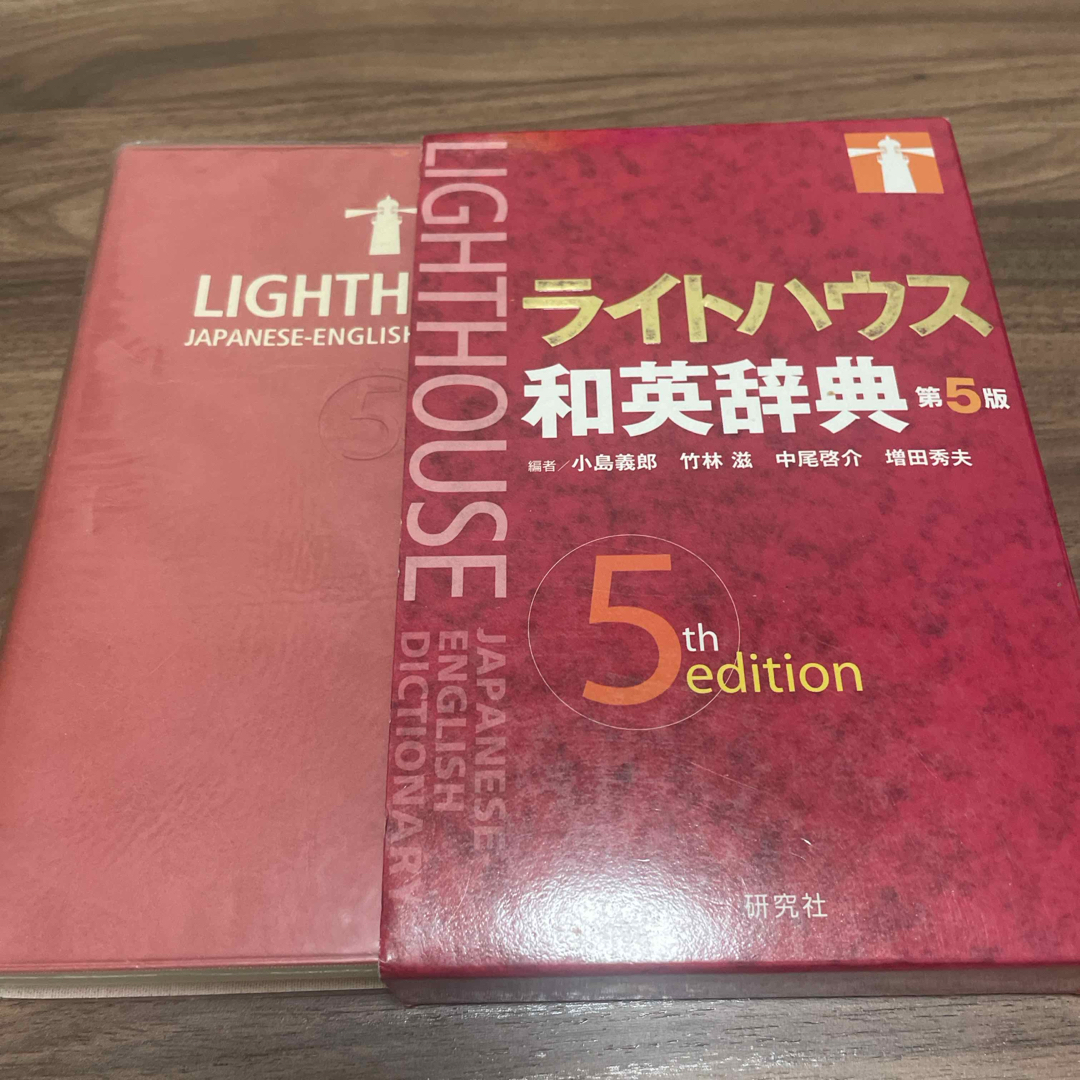 LIGHTH
JAPANESE-ENGLISH
5
LIGHTHOUSE
JAPANESE-
ENGLISH
DICTIONARY
ライトハウス
和英辞典 第5版
編者/小島義郎 竹林 滋 中尾啓介 増田秀夫
5th
edition
研究社